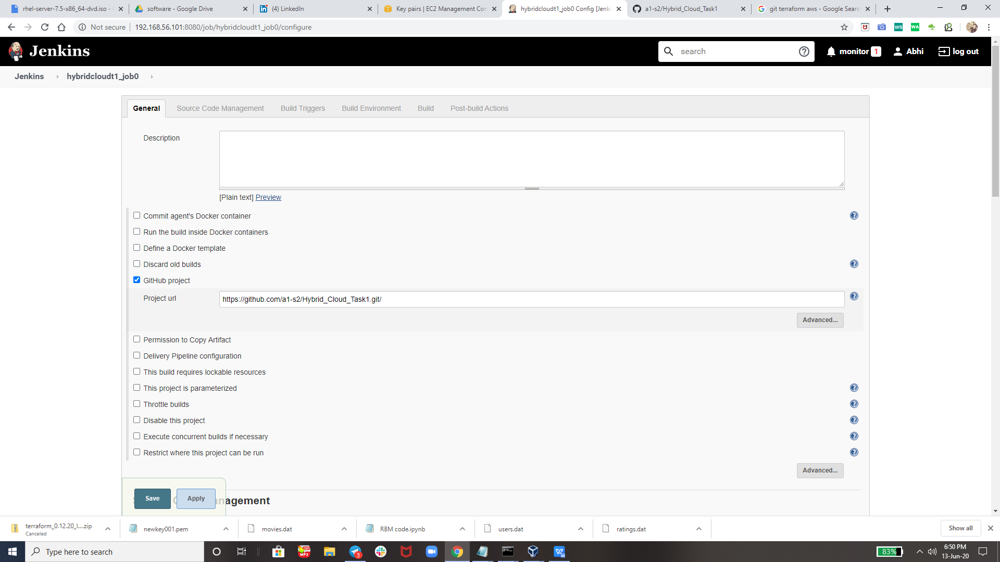 rhel-server-7.5-x86_64-dvd.iso -
software - Google Drive
(4) LinkedIn
Key pairs | EC2 Management Con
hybridcloudt1_job0 Config [Jenki
a1-s2/Hybrid_Cloud_Task1
git terraform aws - Google Searc
Not secure
192.168.56.101:8080/job/hybridcloudt1_job0/configure
WS
WA
Jenkins
search
monitor 1
Abhi
log out
Jenkins
hybridcloudt1_job0
General
Source Code Management
Build Triggers
Build Environment
Build
Post-build Actions
Description
[Plain text] Preview
Commit agent's Docker container
Run the build inside Docker containers
Define a Docker template
Discard old builds
GitHub project
Project url
https://github.com/a1-s2/Hybrid_Cloud_Task1.git/
Advanced...
Permission to Copy Artifact
Delivery Pipeline configuration
This build requires lockable resources
This project is parameterized
Throttle builds
Disable this project
Execute concurrent builds if necessary
Restrict where this project can be run
Advanced...
Save
Apply
agement
terraform_0.12.20_l....zip
Canceled
newkey001.pem
movies.dat
RBM code.ipynb
users.dat
ratings.dat
Show all
Type here to search
MP3
3
83%
6:50 PM
13-Jun-20